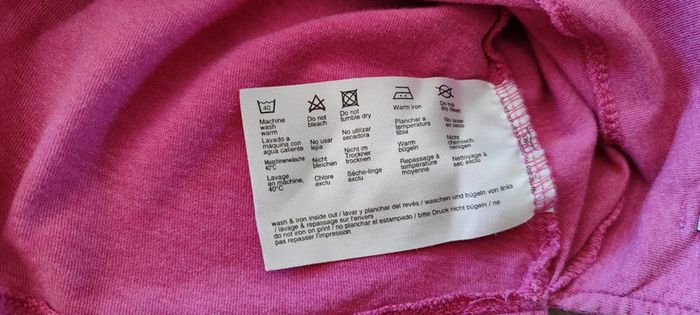 40
Machine wash warm
Lavado a máquina con agua caliente
Maschinenwäsche 40°C
Lavage en machine, 40°C
Do not bleach
No usar lejia
Nicht bleichen
Chlore exclu
Do not tumble dry
No utilizar secadora
Nicht im Trockner trocknen
Sèche-linge exclu
Warm iron
Planchar a temperatura tibia
Warm bügeln
Repassage à température moyenne
Do not dry clean
No lavar en seco
Nicht chemisch reinigen
Nettoyage à sec exclu
wash & iron inside out / lavar y planchar del revés / waschen und bügeln von links
/ lavage & repassage sur l'envers
do not iron on print / no planchar el estampado / bitte Druck nicht bügeln / ne
pas repasser l'impression